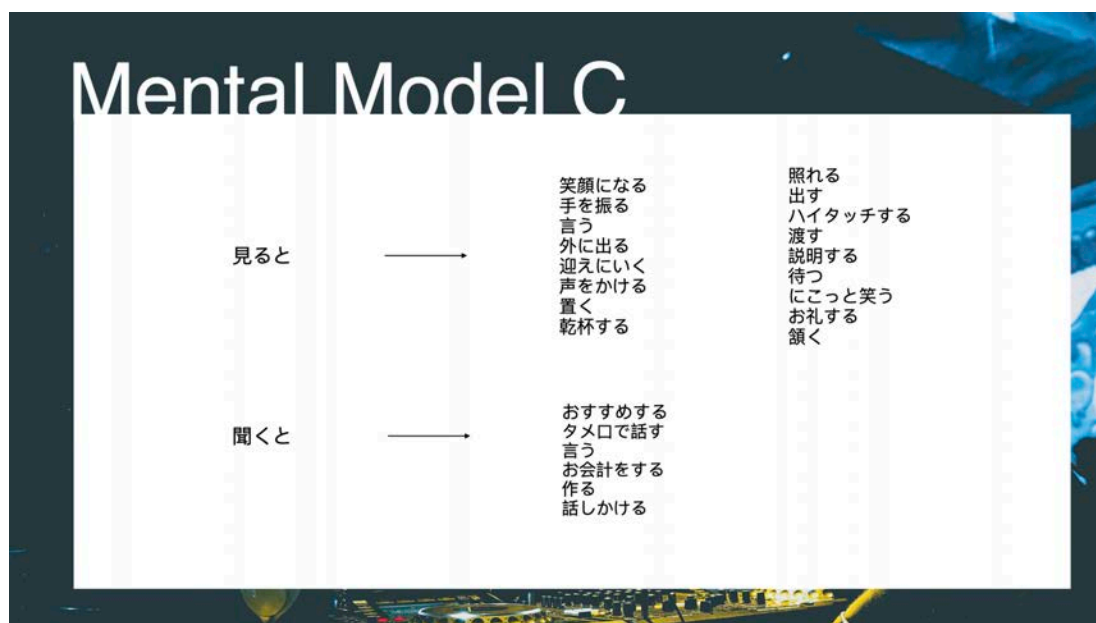 Mental Model C
見ると
笑顔になる
手を振る
言う
外に出る
迎えにいく
声をかける
置く
乾杯する
照れる
出す
ハイタッチする
渡す
説明する
待つ
にこっと笑う
お礼する
頷く
聞くと
おすすめする
タメ口で話す
言う
お会計をする
作る
話しかける